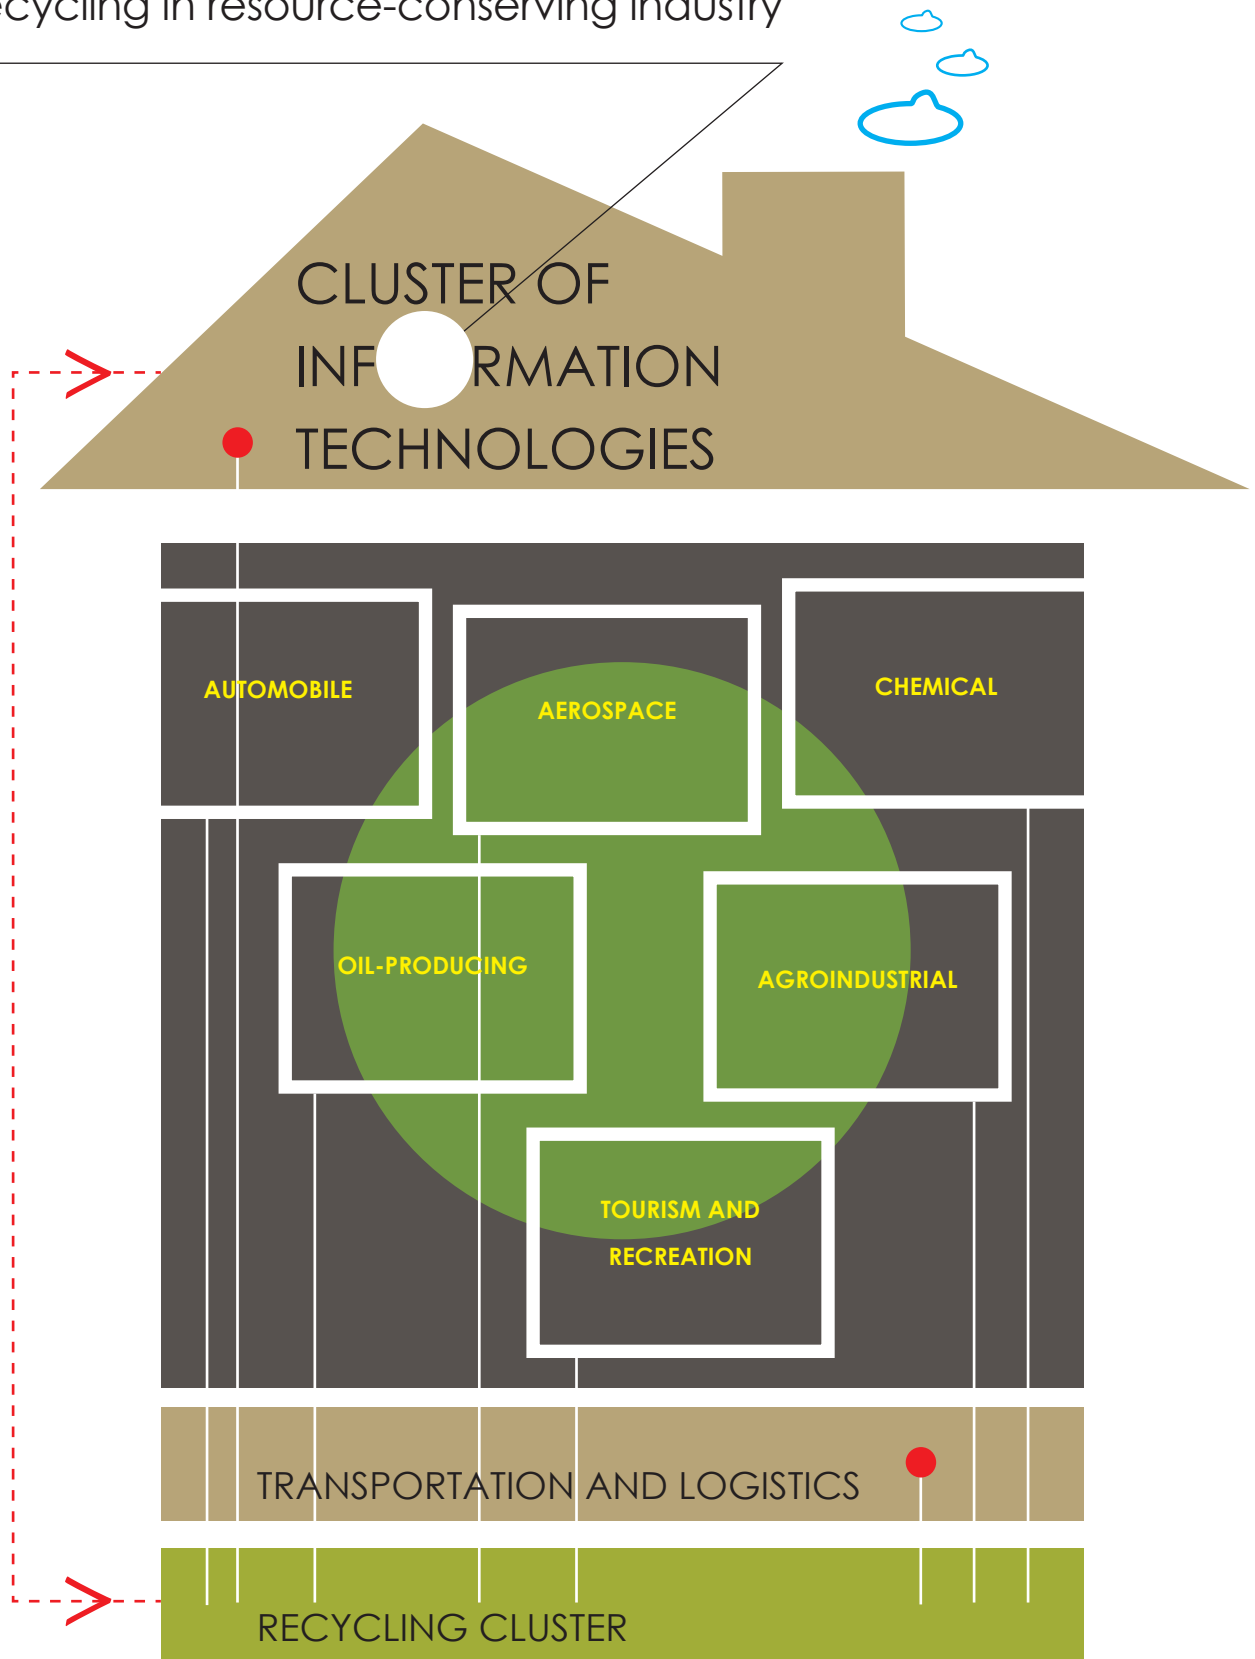 ecycling in resource-conserving industry
CLUSTER OF
INF RMATION
TECHNOLOGIES
AUTOMOBILE
AEROSPACE
CHEMICAL
OIL-PRODUCING
AGROINDUSTRIAL
TOURISM AND
RECREATION
TRANSPORTATION AND LOGISTICS
RECYCLING CLUSTER